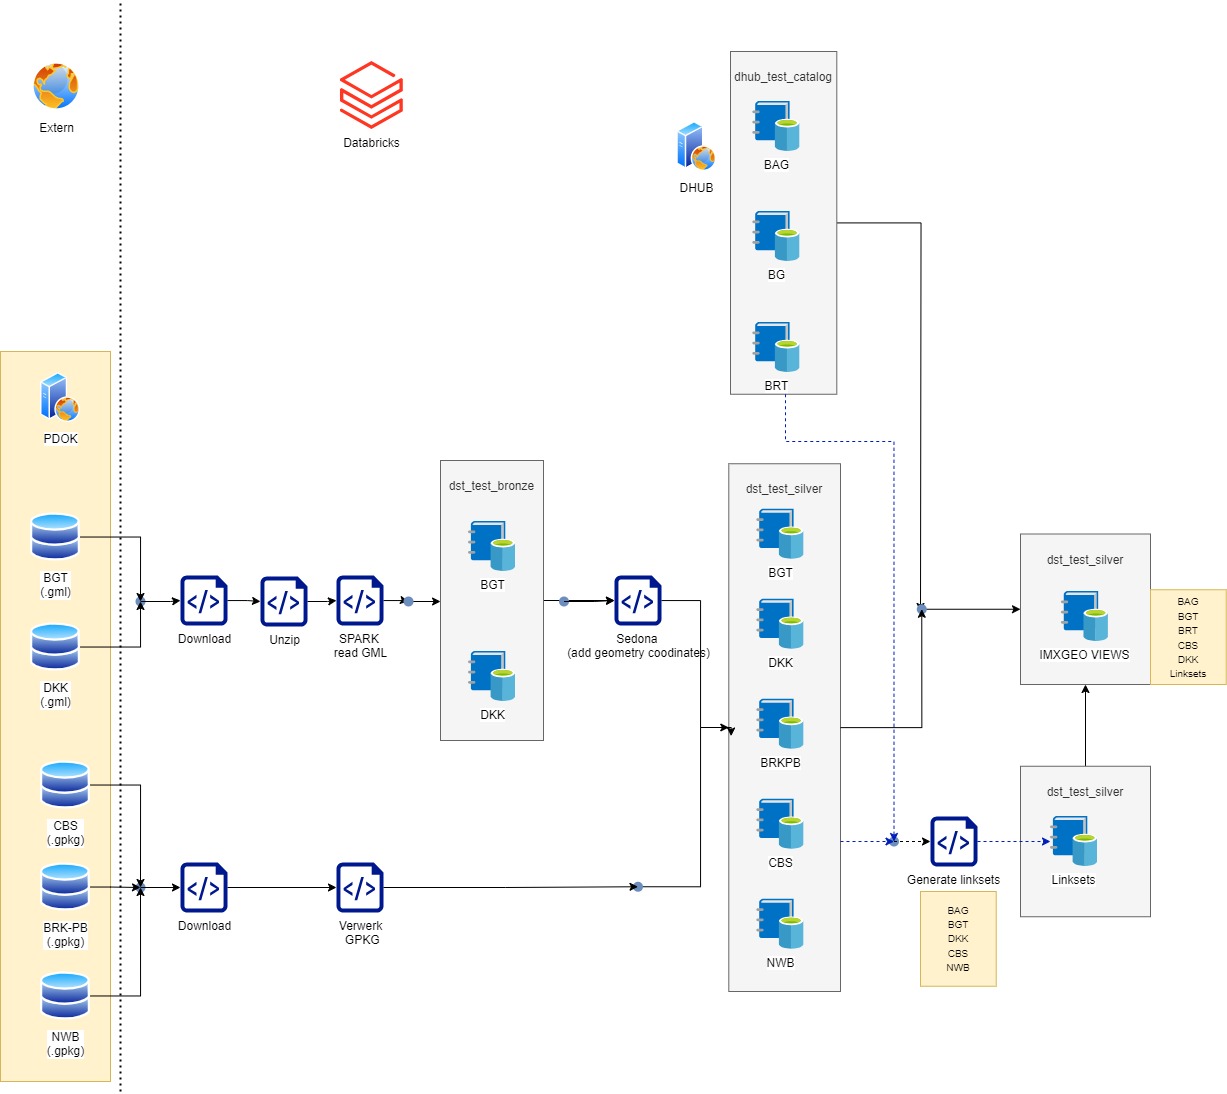 Extern
Databricks
DHUB
dhub_test_catalog
BAG
BG
BRT
PDOK
BGT
(.gml)
DKK
(.gml)
CBS
(.gpkg)
BRK-PB
(.gpkg)
NWB
(.gpkg)
Download
Unzip
SPARK
read GML
dst_test_bronze
BGT
DKK
Sedona
(add geometry coodinates)
Download
Verwerk
GPKG
dst_test_silver
BGT
DKK
BRKPB
CBS
NWB
Generate linksets
BAG
BGT
DKK
CBS
NWB
dst_test_silver
IMXGEO VIEWS
BAG
BGT
BRT
CBS
DKK
Linksets
dst_test_silver
Linksets